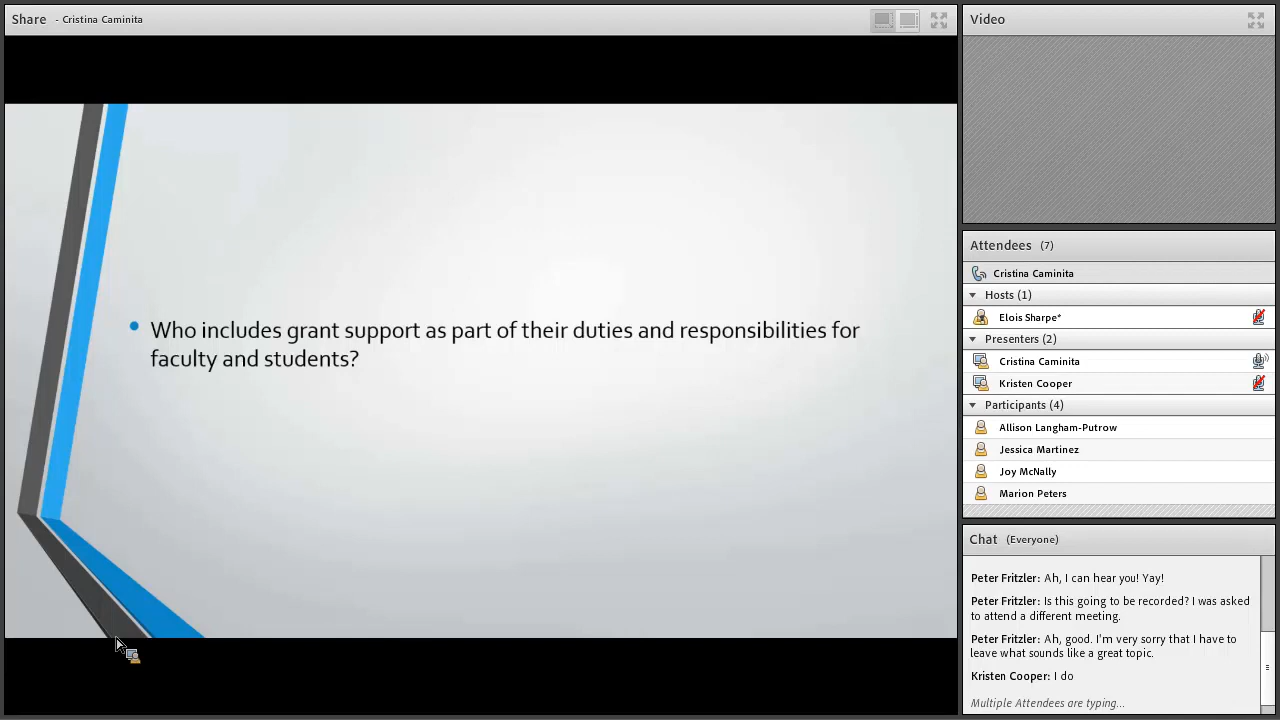 Share - Cristina Caminita
Who includes grant support as part of their duties and responsibilities for
faculty and students?
Video
Attendees (7)
Cristina Caminita
Hosts (1)
Elois Sharpe*
Presenters (2)
Cristina Caminita
Kristen Cooper
Participants (4)
Allison Langham-Putrow
Jessica Martinez
Joy McNally
Marion Peters
Chat (Everyone)
Peter Fritzler: Ah, I can hear you! Yay!
Peter Fritzler: Is this going to be recorded? I was asked
to attend a different meeting.
Peter Fritzler: Ah, good. I'm very sorry that I have to
leave what sounds like a great topic.
Kristen Cooper: I do
Multiple Attendees are typing...